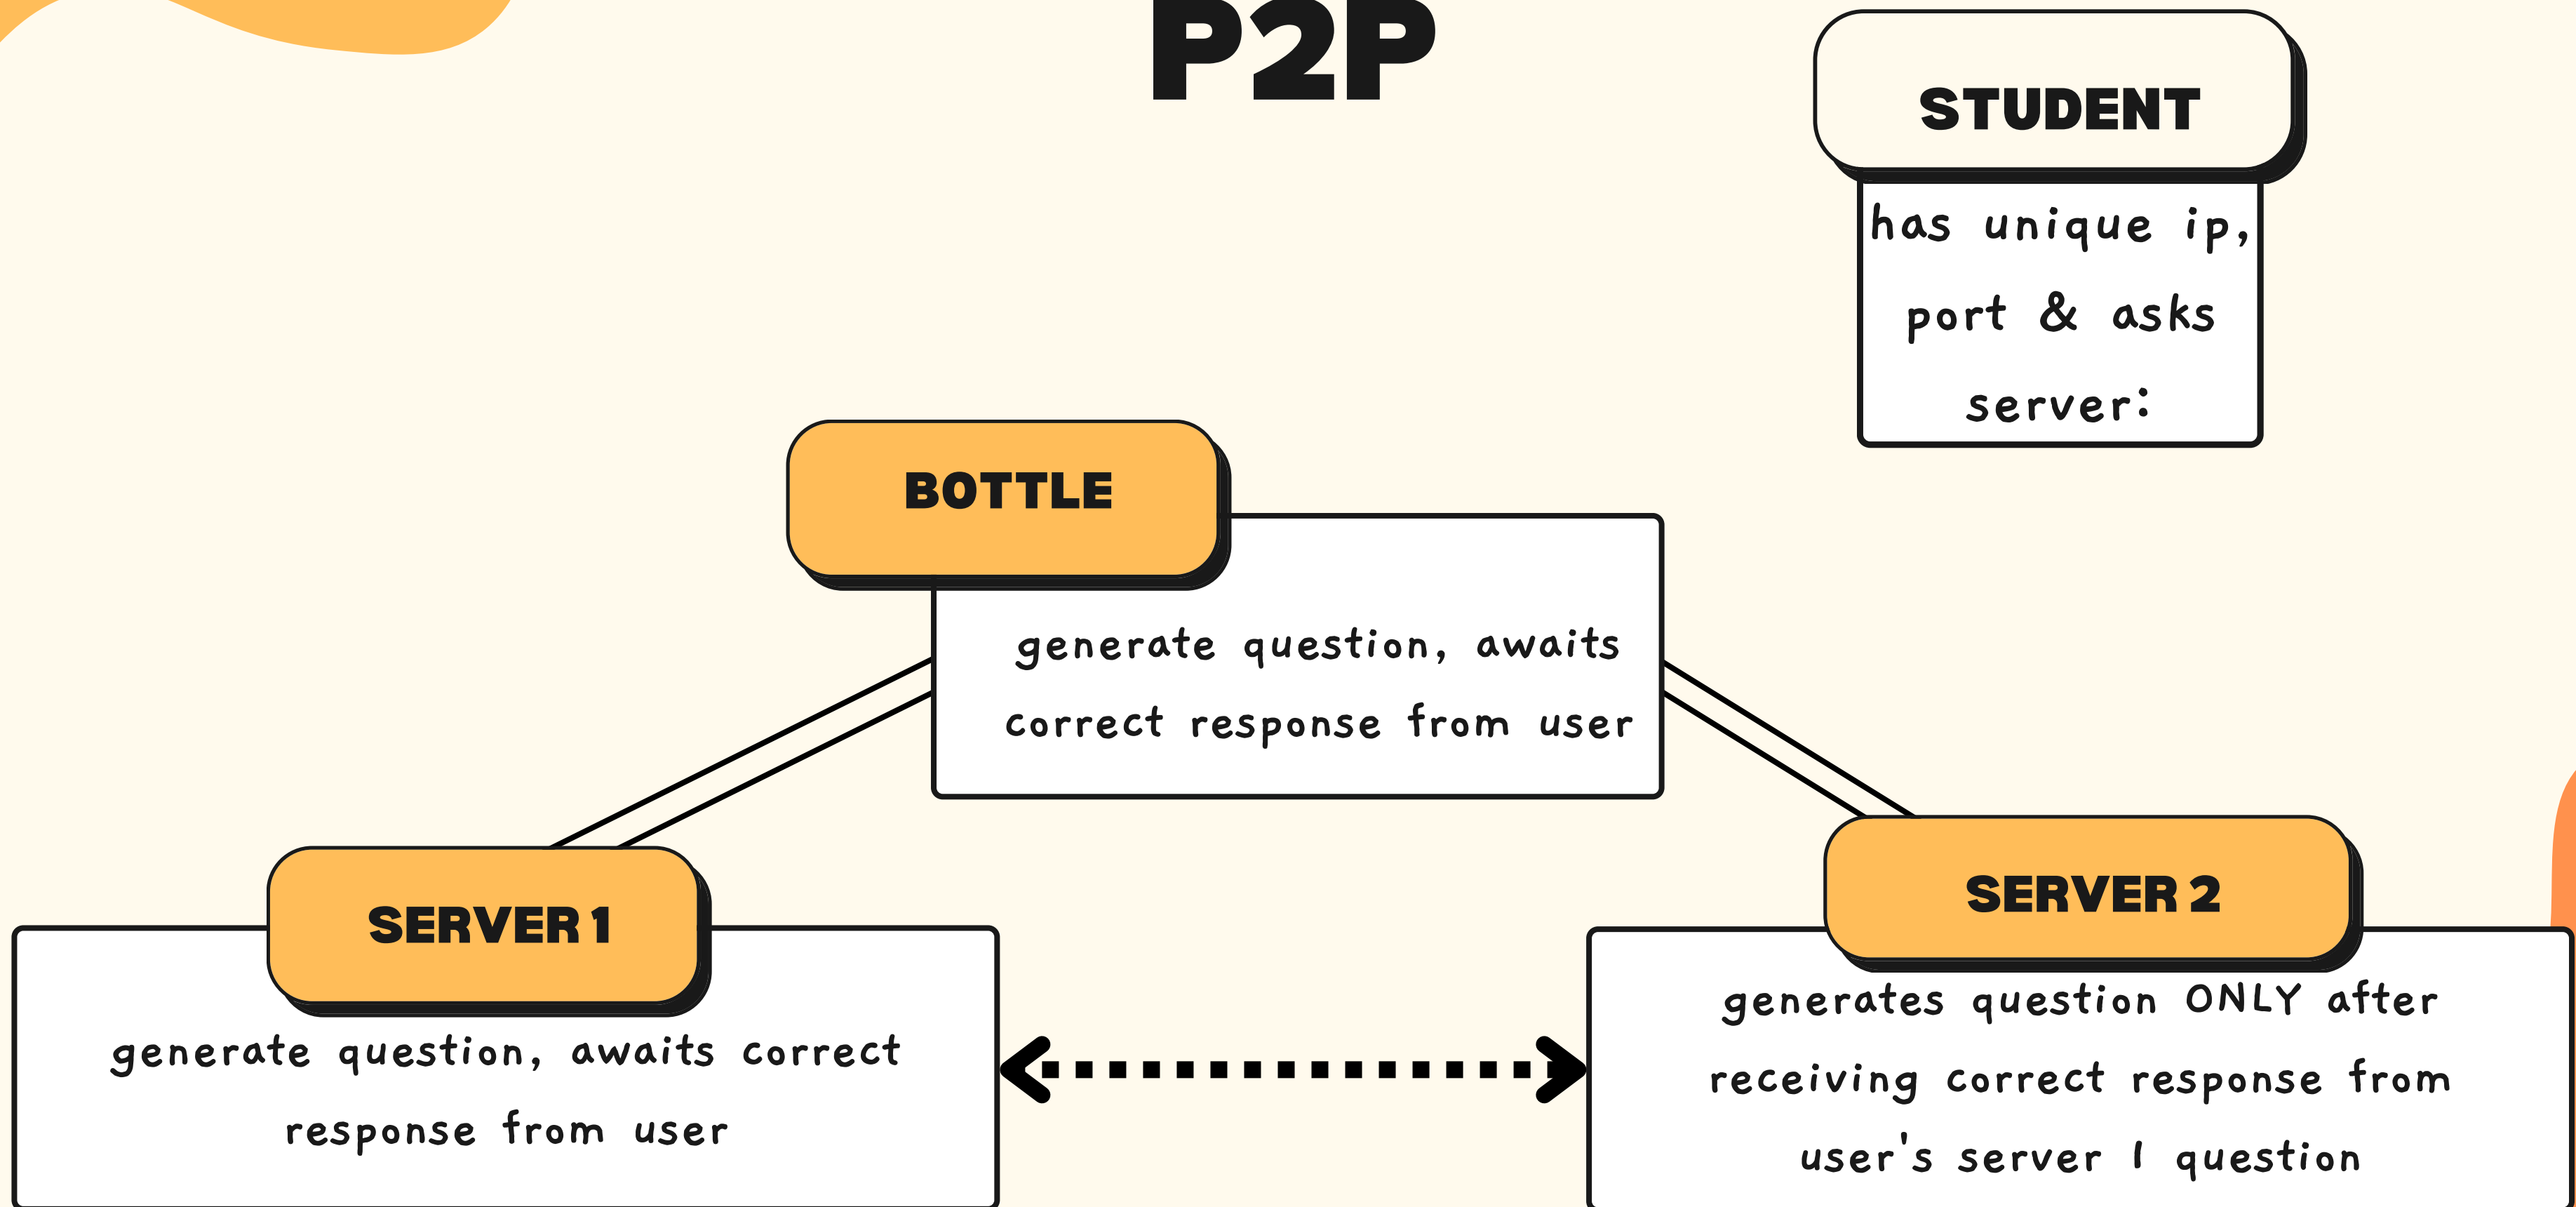 P2P
STUDENT
has unique ip,
port & asks
server:
BOTTLE
generate question, awaits
correct response from user
SERVER 1
generate question, awaits correct
response from user
SERVER 2
generates question ONLY after
receiving correct response from
user's server 1 question